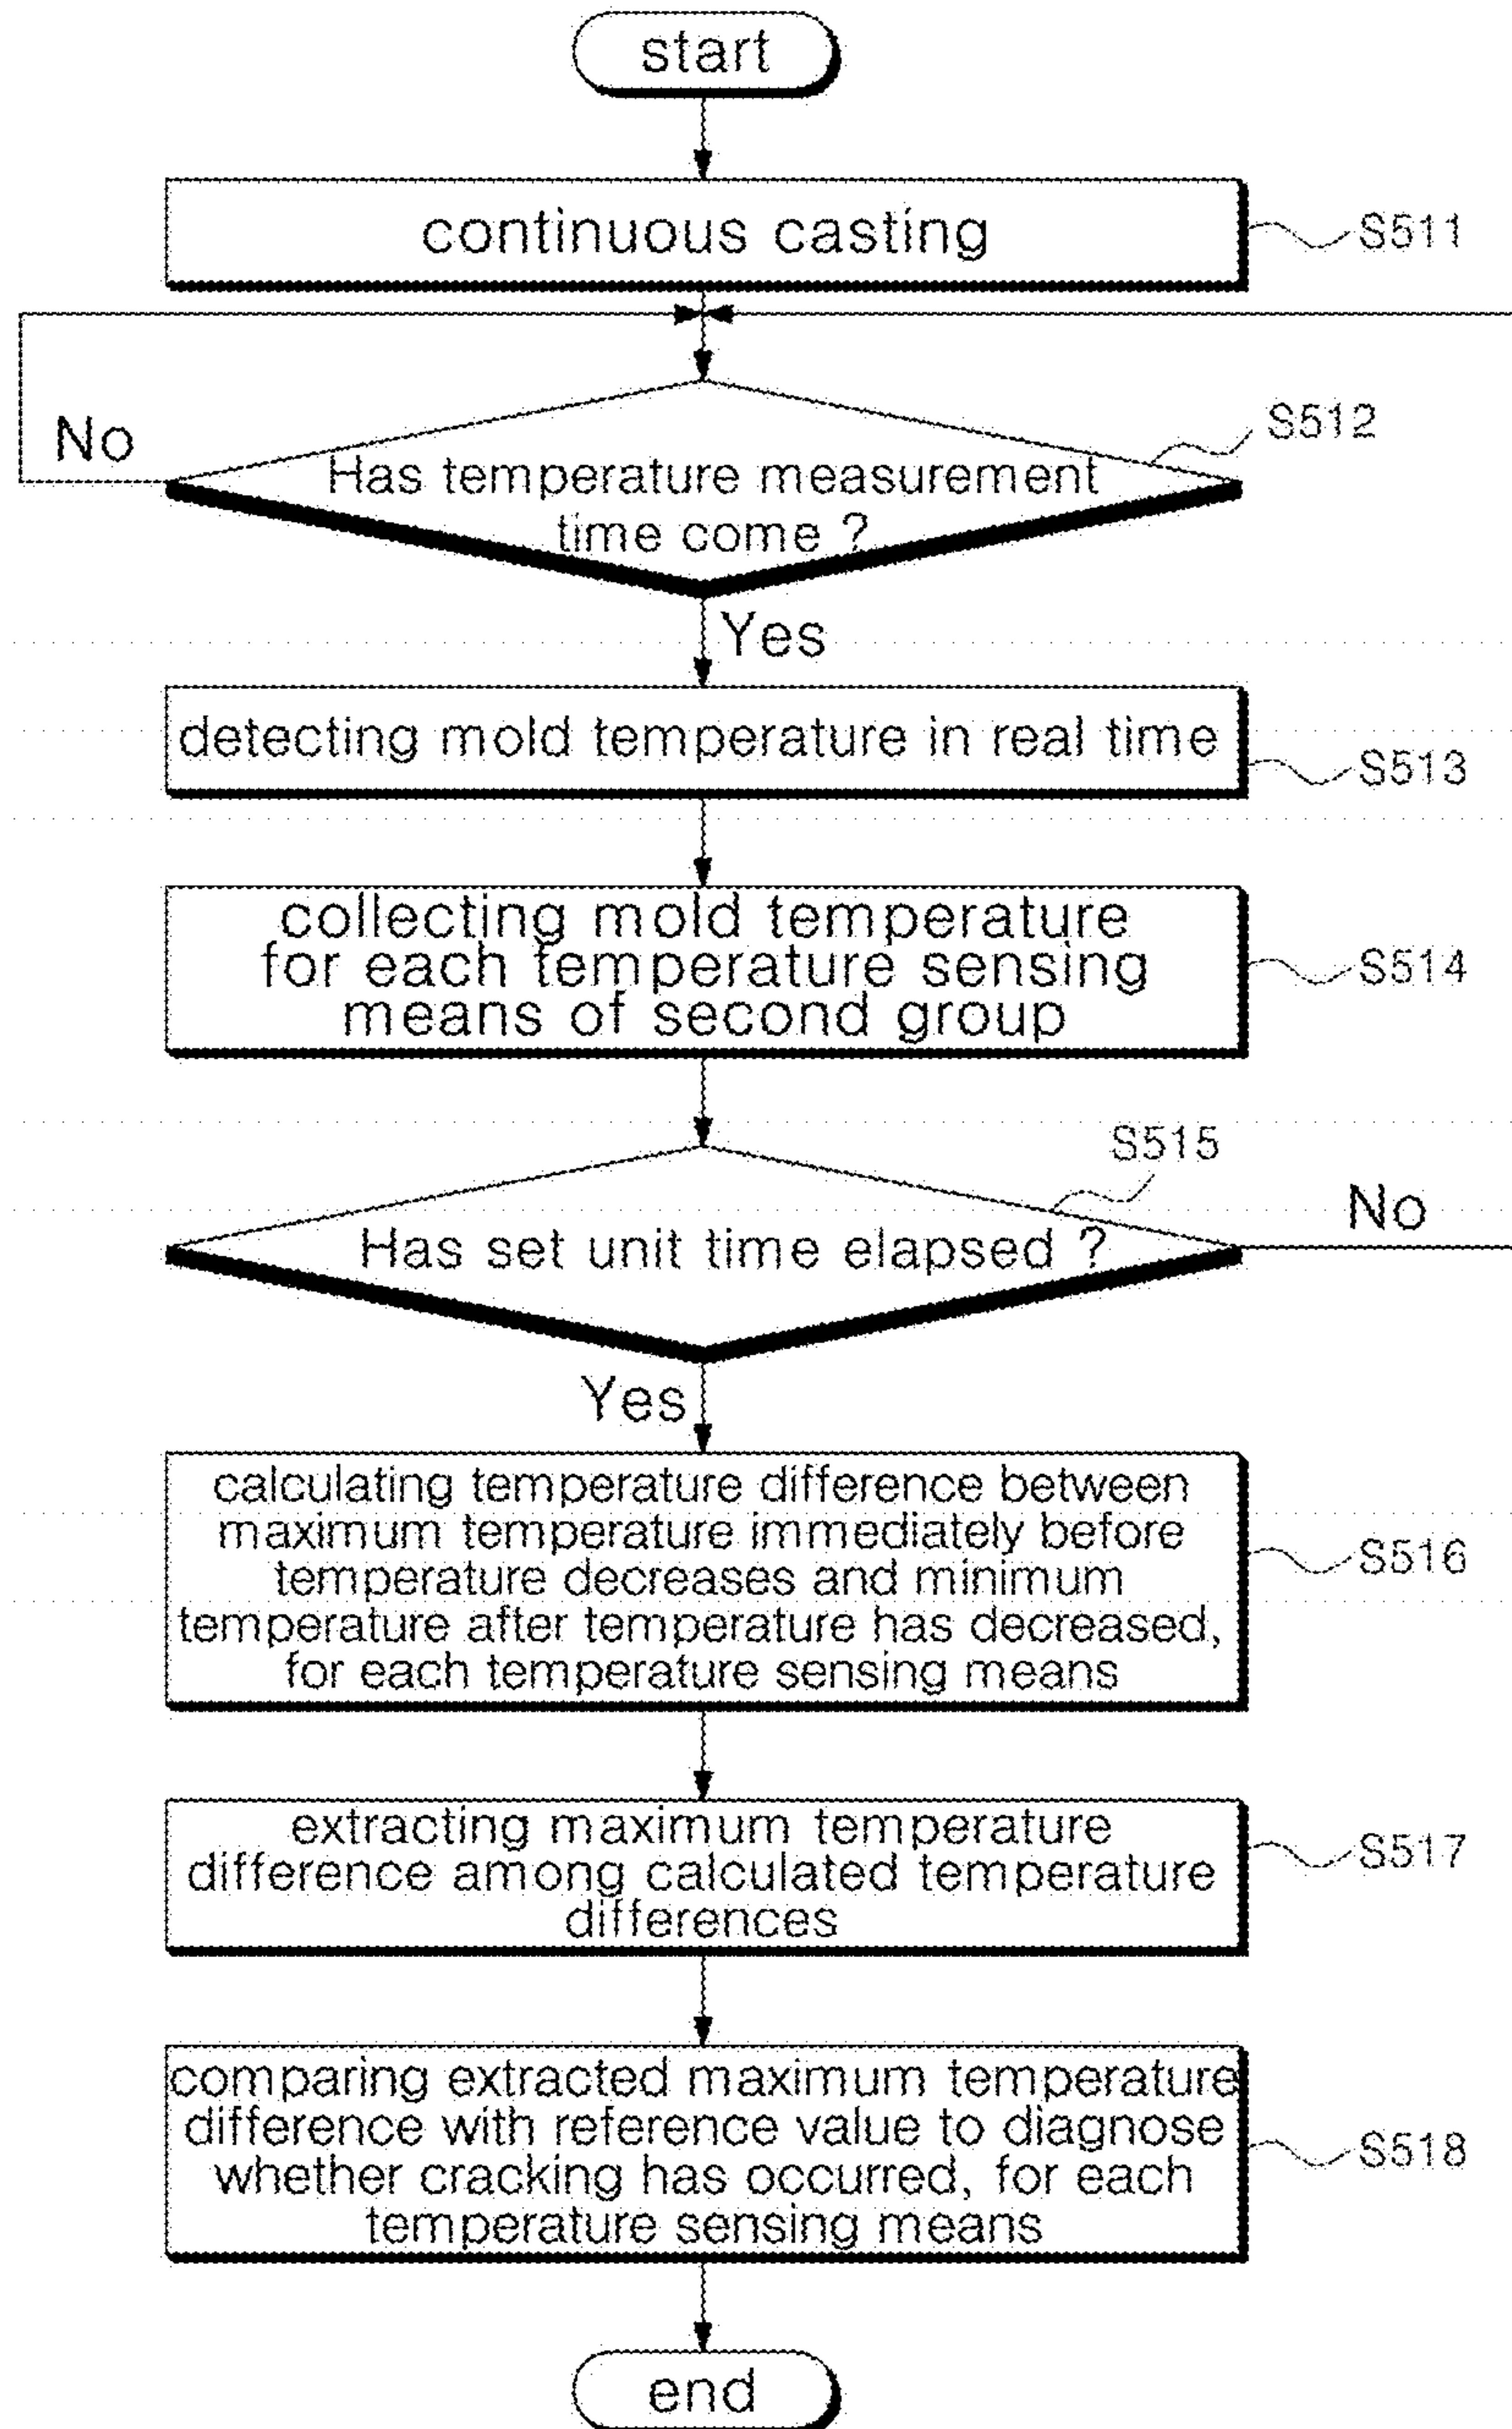 start
continuous casting
S511
S512
No
Has temperature measurement
time come ?
Yes
detecting mold temperature in real time
S513
collecting mold temperature
for each temperature sensing
means of second group
S514
S515
No
Has set unit time elapsed ?
Yes
calculating temperature difference between
maximum temperature immediately before
temperature decreases and minimum
temperature after temperature has decreased,
for each temperature sensing means
S516
extracting maximum temperature
difference among calculated temperature
differences
S517
comparing extracted maximum temperature
difference with reference value to diagnose
whether cracking has occurred, for each
temperature sensing means
S518
end